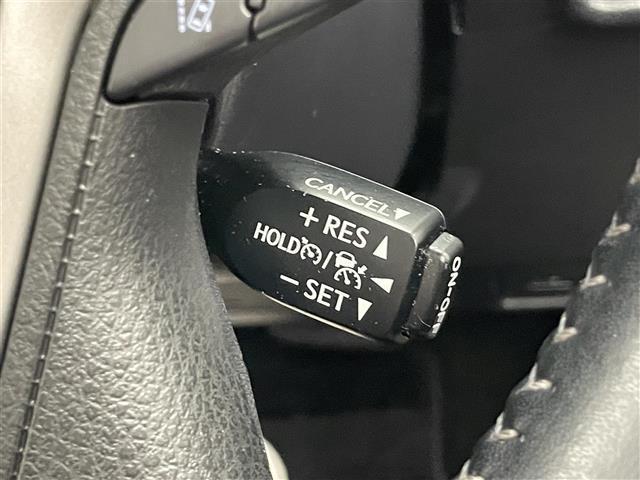 CANCEL▼
+ RES ▲
HOLD / ◀
− SET ▼
ON-OFF